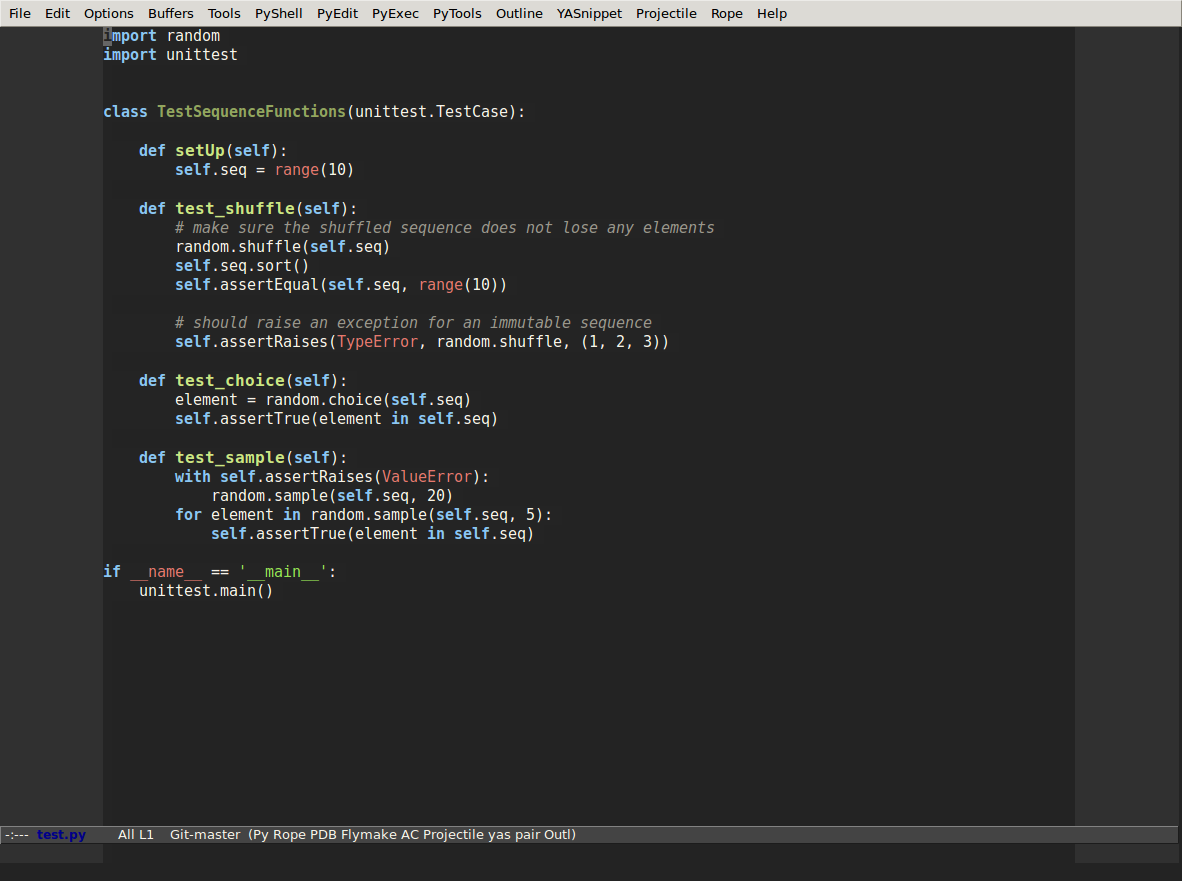 File Edit Options Buffers Tools PyShell PyEdit PyExec PyTools Outline YASnippet Projectile Rope Help
import random
import unittest
class TestSequenceFunctions(unittest.TestCase):
    def setUp(self):
        self.seq = range(10)
    def test_shuffle(self):
        # make sure the shuffled sequence does not lose any elements
        random.shuffle(self.seq)
        self.seq.sort()
        self.assertEqual(self.seq, range(10))
        # should raise an exception for an immutable sequence
        self.assertRaises(TypeError, random.shuffle, (1, 2, 3))
    def test_choice(self):
        element = random.choice(self.seq)
        self.assertTrue(element in self.seq)
    def test_sample(self):
        with self.assertRaises(ValueError):
            random.sample(self.seq, 20)
        for element in random.sample(self.seq, 5):
            self.assertTrue(element in self.seq)
if __name__ == '__main__':
    unittest.main()
-:--- test.py All L1 Git-master (Py Rope PDB Flymake AC Projectile yas pair Outl)